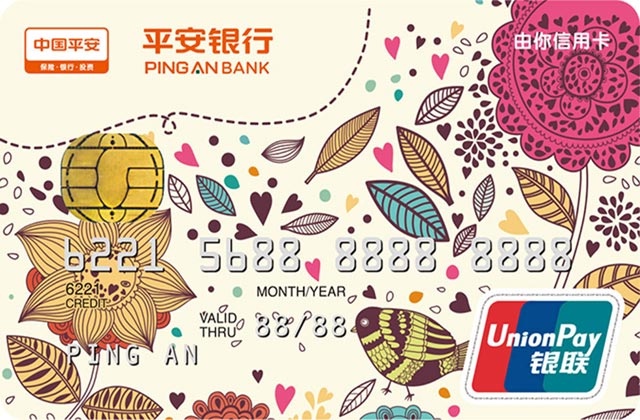 中国平安
保险·银行·投资
平安银行
PING AN BANK
由你信用卡
6221 5688 8888 8888
6221
CREDIT
MONTH/YEAR
VALID THRU 88/88
PING AN
UnionPay
银联